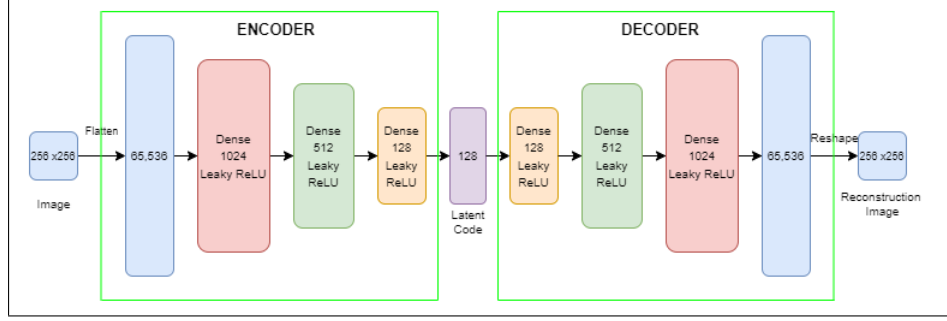 ENCODER
DECODER
256 x256
Image
Flatten
65,536
Dense
1024
Leaky ReLU
Dense
512
Leaky
ReLU
Dense
128
Leaky
ReLU
128
Latent
Code
Dense
128
Leaky
ReLU
Dense
512
Leaky
ReLU
Dense
1024
Leaky ReLU
65,536
Reshape
256 x256
Reconstruction
Image